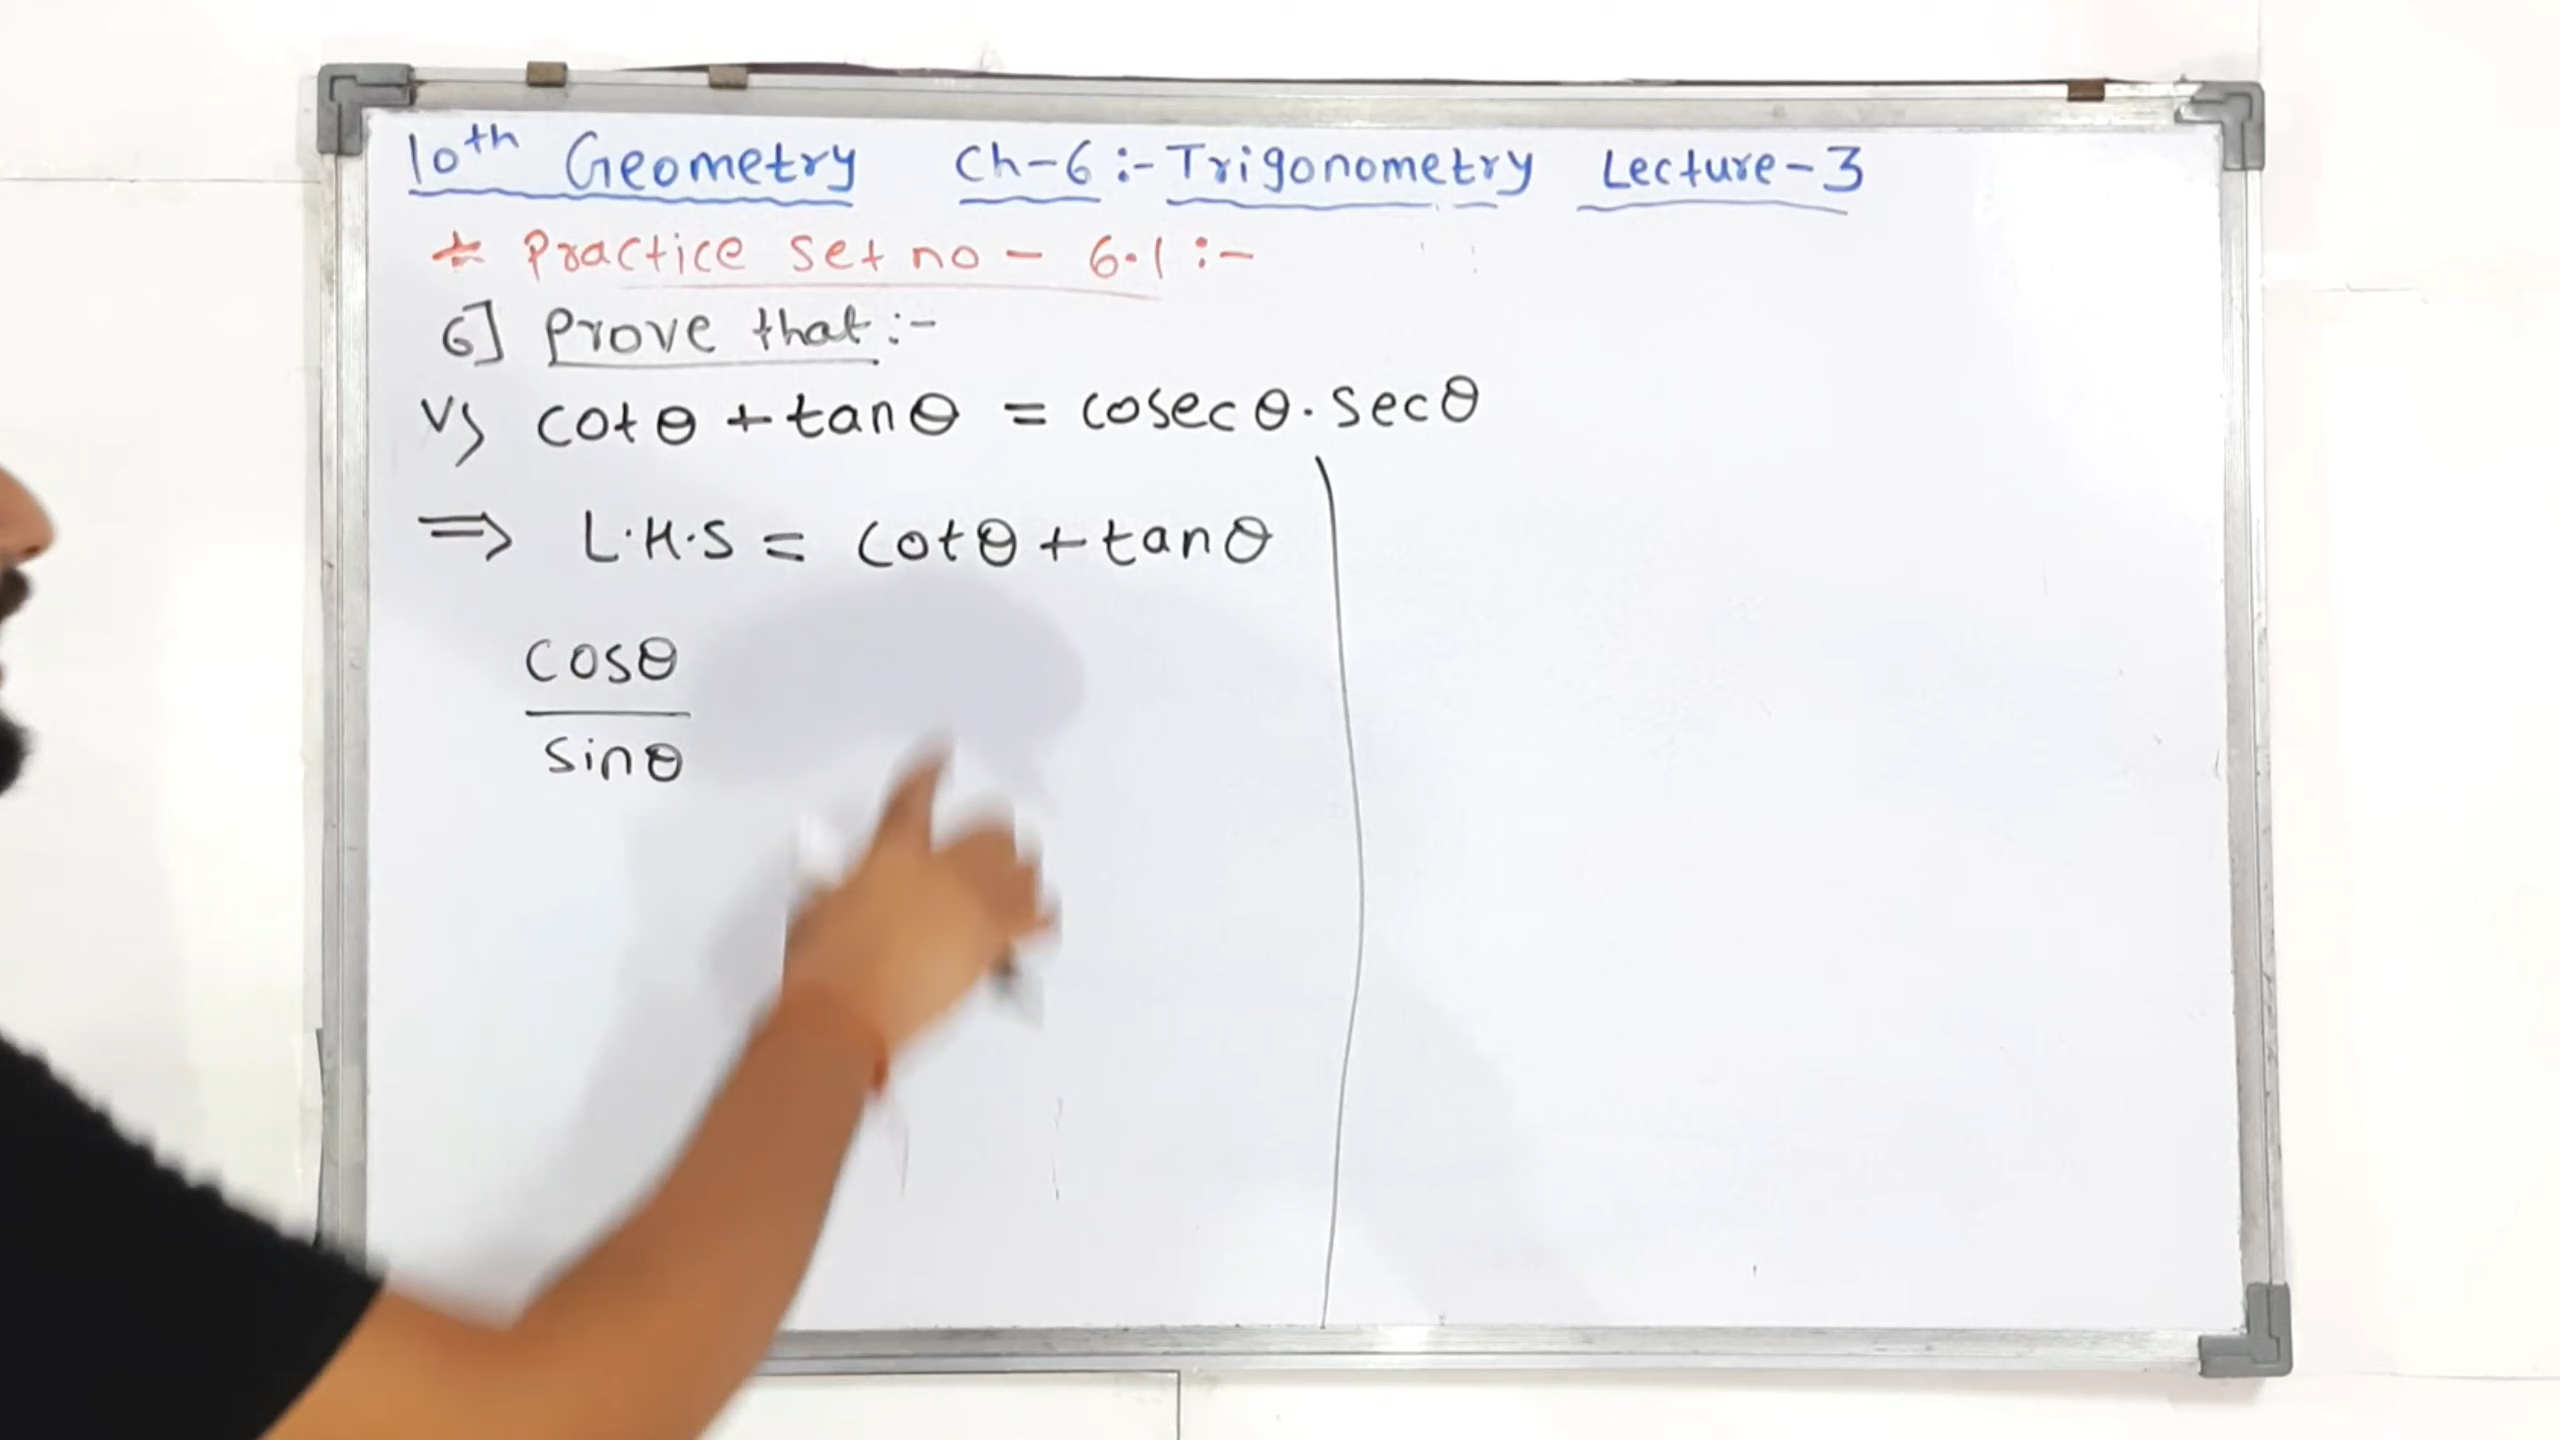 10th Geometry Ch-6:- Trigonometry Lecture-3
* Practice set no - 6.1:-
6] Prove that:-
V> cotθ + tanθ = cosecθ . secθ
⇒ L.H.S = cotθ + tanθ
cosθ
sinθ